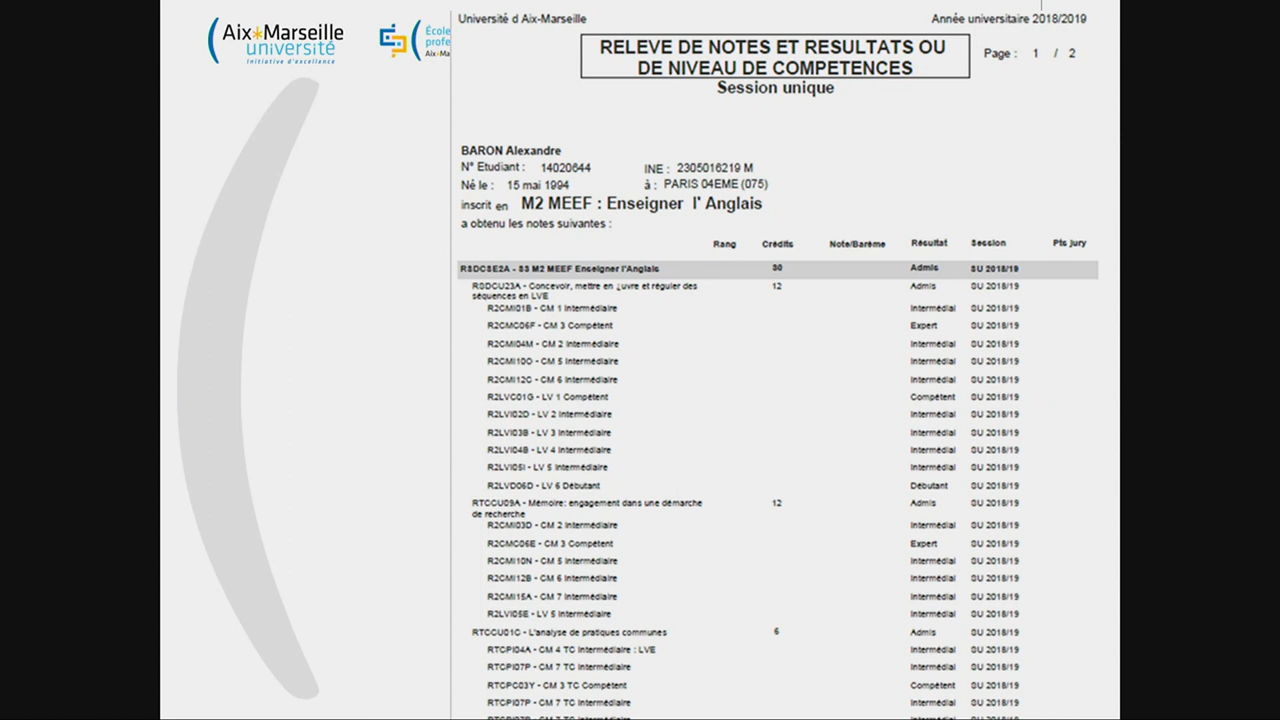 Aix*Marseille
université
Initiative d'excellence
École
profe
Aix*Ma
Université d Aix-Marseille
Année universitaire 2018/2019
RELEVE DE NOTES ET RESULTATS OU
DE NIVEAU DE COMPETENCES
Page : 1 / 2
Session unique
BARON Alexandre
N° Etudiant : 14020644 INE : 2305016219 M
Né le : 15 mai 1994 à : PARIS 04EME (075)
inscrit en M2 MEEF : Enseigner l' Anglais
a obtenu les notes suivantes :
Rang Crédits Note/Barème Résultat Session Pts jury
RSDCSE2A - S3 M2 MEEF Enseigner l'Anglais 30 Admis SU 2018/19
RSDCU23A - Concevoir, mettre en ¿uvre et réguler des 12 Admis SU 2018/19
séquences en LVE
R2CMI01B - CM 1 Intermédiaire Intermédiai SU 2018/19
R2CMC06F - CM 3 Compétent Expert SU 2018/19
R2CMI04M - CM 2 Intermédiaire Intermédiai SU 2018/19
R2CMI10O - CM 5 Intermédiaire Intermédiai SU 2018/19
R2CMI12C - CM 6 Intermédiaire Intermédiai SU 2018/19
R2LVC01G - LV 1 Compétent Compétent SU 2018/19
R2LVI02D - LV 2 Intermédiaire Intermédiai SU 2018/19
R2LVI03B - LV 3 Intermédiaire Intermédiai SU 2018/19
R2LVI04B - LV 4 Intermédiaire Intermédiai SU 2018/19
R2LVI05I - LV 5 Intermédiaire Intermédiai SU 2018/19
R2LVD06D - LV 6 Débutant Débutant SU 2018/19
RTCCU09A - Mémoire: engagement dans une démarche 12 Admis SU 2018/19
de recherche
R2CMI03D - CM 2 Intermédiaire Intermédiai SU 2018/19
R2CMC06E - CM 3 Compétent Expert SU 2018/19
R2CMI10N - CM 5 Intermédiaire Intermédiai SU 2018/19
R2CMI12B - CM 6 Intermédiaire Intermédiai SU 2018/19
R2CMI15A - CM 7 Intermédiaire Intermédiai SU 2018/19
R2LVI05E - LV 5 Intermédiaire Intermédiai SU 2018/19
RTCCU01C - L'analyse de pratiques communes 6 Admis SU 2018/19
RTCPI04A - CM 4 TC Intermédiaire : LVE Intermédiai SU 2018/19
RTCPI07P - CM 7 TC Intermédiaire Intermédiai SU 2018/19
RTCPC03Y - CM 3 TC Compétent Compétent SU 2018/19
RTCPI07P - CM 7 TC Intermédiaire Intermédiai SU 2018/19